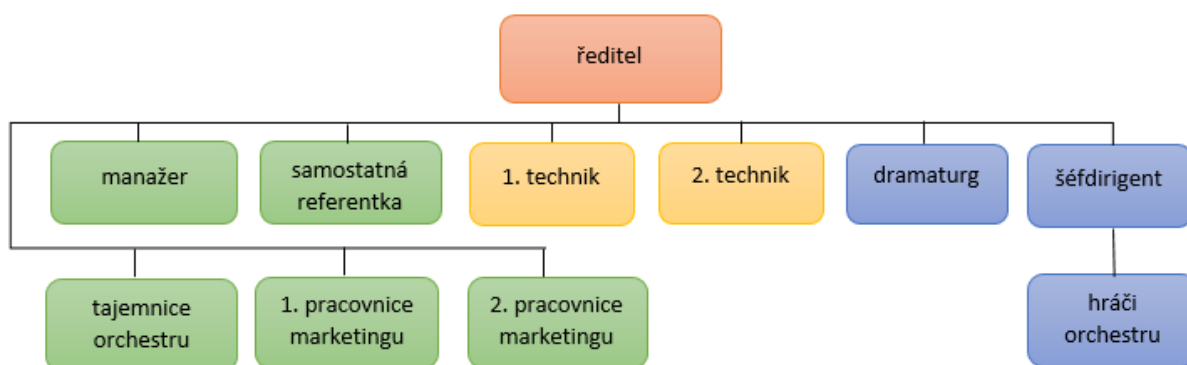 ředitel
manažer
samostatná
referentka
1. technik
2. technik
dramaturg
šéfdirigent
tajemnice
orchestru
1. pracovnice
marketingu
2. pracovnice
marketingu
hráči
orchestru